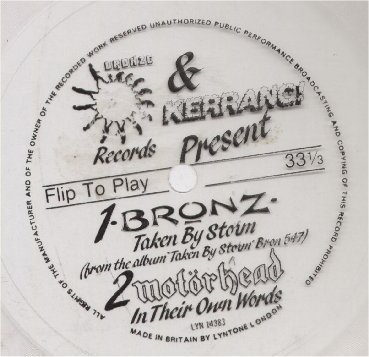 ALL RIGHTS OF THE MANUFACTURER AND OF THE OWNER OF THE RECORDED WORK RESERVED UNAUTHORIZED PUBLIC PERFORMANCE BROADCASTING AND COPYING OF THIS RECORD PROHIBITED
BRONZE
&
KERRANG!
Records Present
Flip To Play
33 1/3
1·BRONZ·
Taken By Storm
(from the album 'Taken By Storm' Bron 547)
2 motörhead
In Their Own Words
LYN 14383
MADE IN BRITAIN BY LYNTONE LONDON